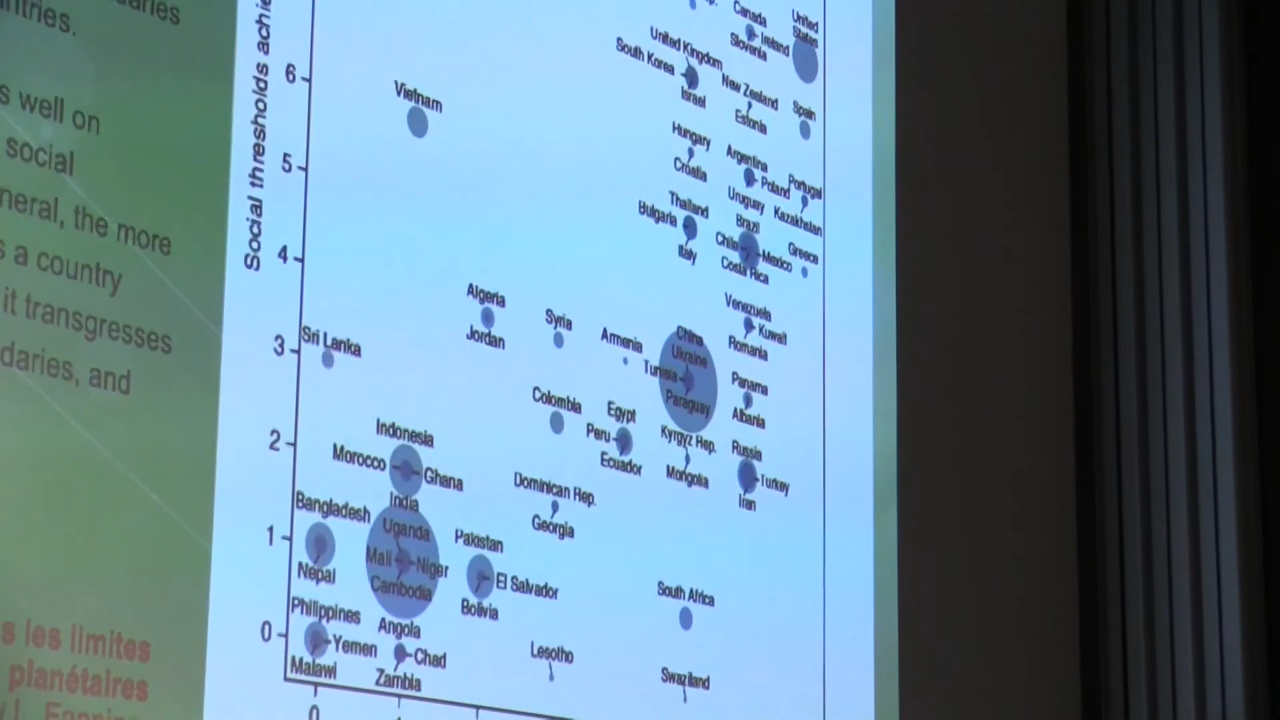 ntries.
s well on
social
neral, the more
s a country
it transgresses
daries, and
s les limites
planétaires
Social thresholds
6
5
4
3
2
1
0
0
Canada
Ireland
Slovenia
United
States
United Kingdom
South Korea
Israel
New Zealand
Estonia
Spain
Vietnam
Hungary
Croatia
Argentina
Poland
Uruguay
Portugal
Kazakhstan
Thailand
Bulgaria
Italy
Brazil
Chile
Mexico
Costa Rica
Greece
Algeria
Jordan
Syria
Armenia
China
Ukraine
Tunisia
Paraguay
Venezuela
Kuwait
Romania
Sri Lanka
Panama
Albania
Colombia
Egypt
Peru
Ecuador
Kyrgyz Rep.
Mongolia
Russia
Turkey
Iran
Indonesia
Morocco
Ghana
Dominican Rep.
Georgia
India
Uganda
Mali
Niger
Cambodia
Bangladesh
Nepal
Pakistan
El Salvador
Bolivia
South Africa
Philippines
Yemen
Malawi
Angola
Chad
Zambia
Lesotho
Swaziland